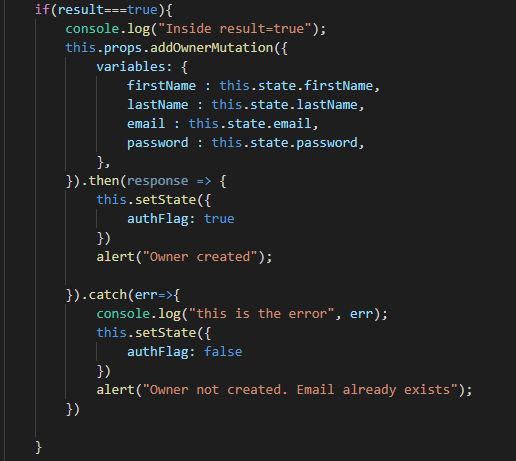 if(result===true){
console.log("Inside result=true");
this.props.addOwnerMutation({
variables: {
firstName : this.state.firstName,
lastName : this.state.lastName,
email : this.state.email,
password : this.state.password,
},
}).then(response => {
this.setState({
authFlag: true
})
alert("Owner created");
}).catch(err=>{
console.log("this is the error", err);
this.setState({
authFlag: false
})
alert("Owner not created. Email already exists");
})
}